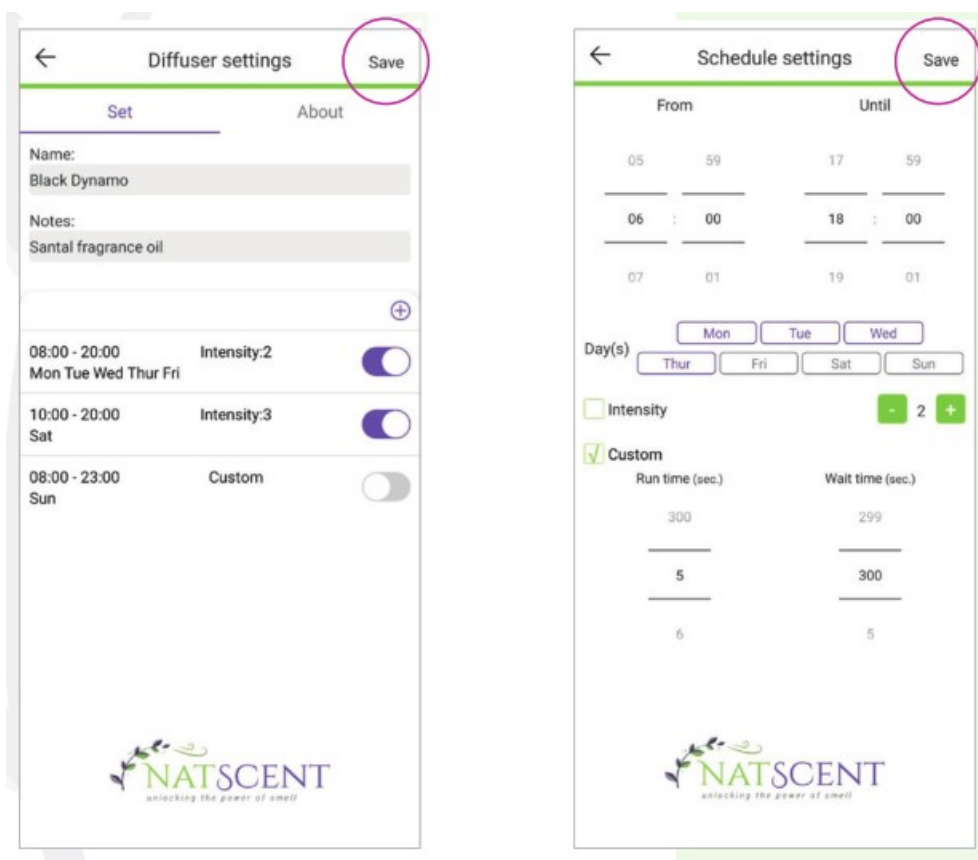 Diffuser settings
Save
Set
About
Name:
Black Dynamo
Notes:
Santal fragrance oil
08:00 - 20:00 Intensity:2
Mon Tue Wed Thur Fri
10:00 - 20:00 Intensity:3
Sat
08:00 - 23:00 Custom
Sun
NATSCENT
unlocking the power of smell
Schedule settings
Save
From Until
05 59 17 59
06 : 00 18 : 00
07 01 19 01
Day(s)
Mon Tue Wed
Thur Fri Sat Sun
Intensity - 2 +
Custom
Run time (sec.) Wait time (sec.)
300 299
5 300
6 5
NATSCENT
unlocking the power of smell